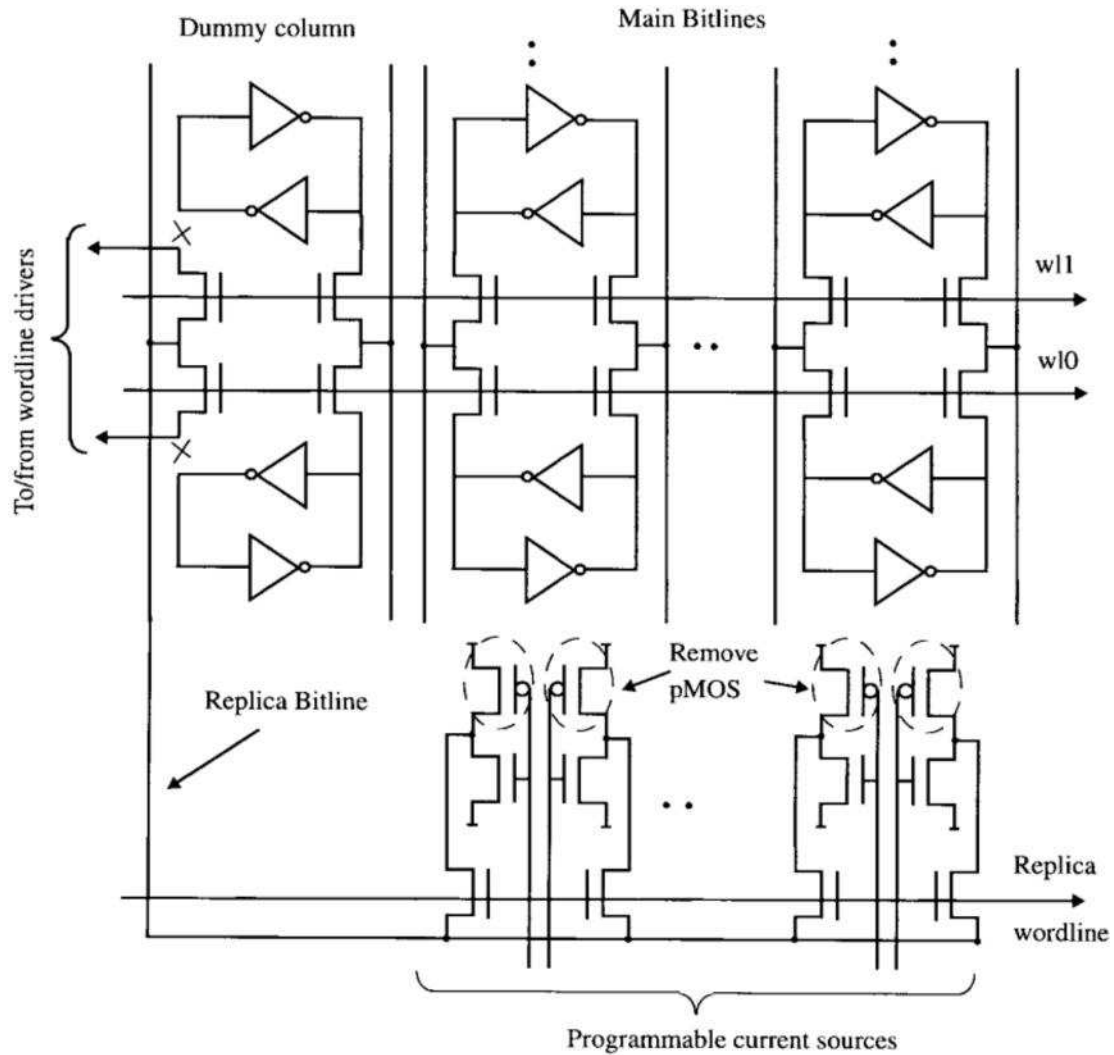 Dummy column
Main Bitlines
To/from wordline drivers
wl1
wl0
Remove
pMOS
Replica Bitline
Replica
wordline
Programmable current sources